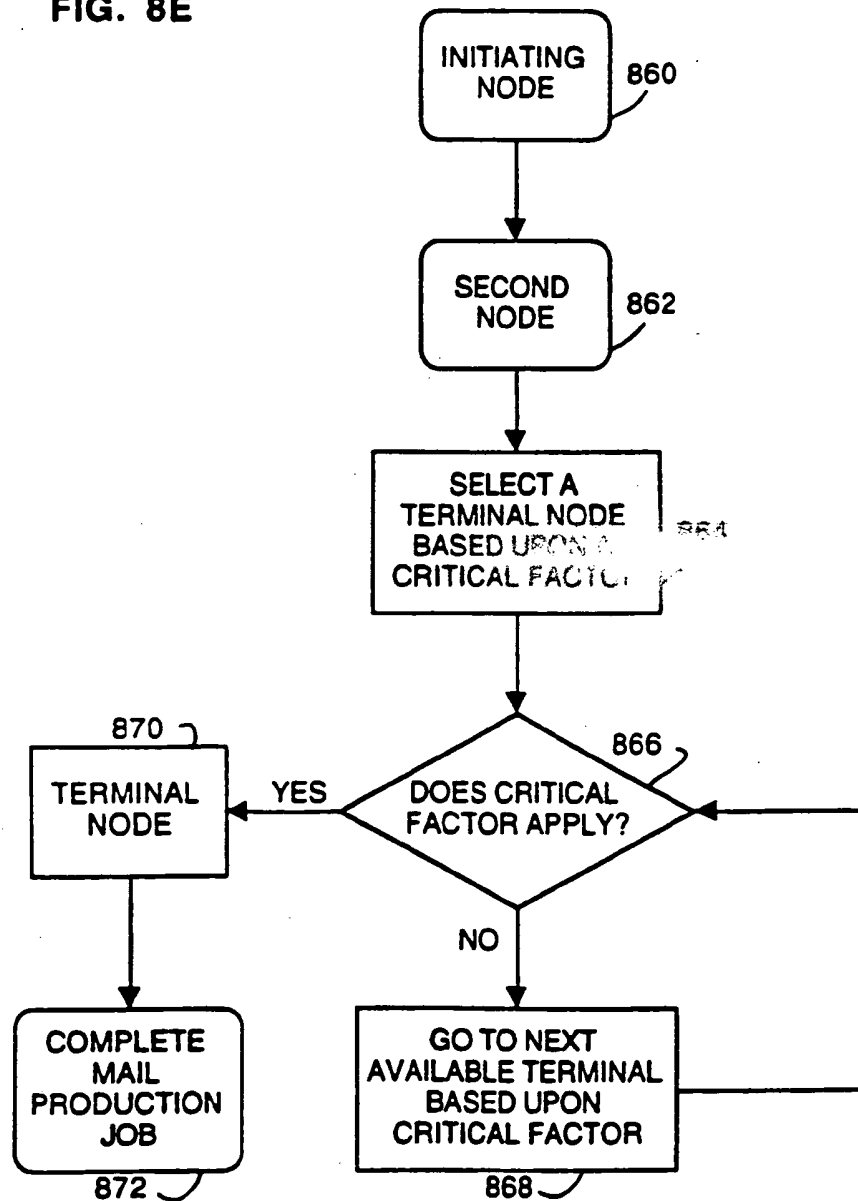 FIG. 8E
INITIATING
NODE
860
SECOND
NODE
862
SELECT A
TERMINAL NODE
BASED UPON A
CRITICAL FACTOR
864
DOES CRITICAL
FACTOR APPLY?
866
YES
NO
870
TERMINAL
NODE
COMPLETE
MAIL
PRODUCTION
JOB
872
GO TO NEXT
AVAILABLE TERMINAL
BASED UPON
CRITICAL FACTOR
868